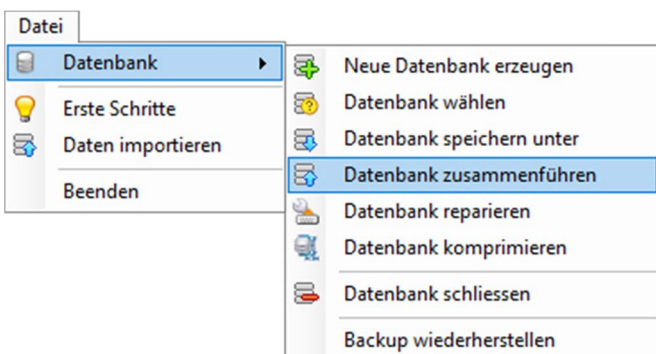 Datei
Datenbank
Erste Schritte
Daten importieren
Beenden
Neue Datenbank erzeugen
Datenbank wählen
Datenbank speichern unter
Datenbank zusammenführen
Datenbank reparieren
Datenbank komprimieren
Datenbank schliessen
Backup wiederherstellen